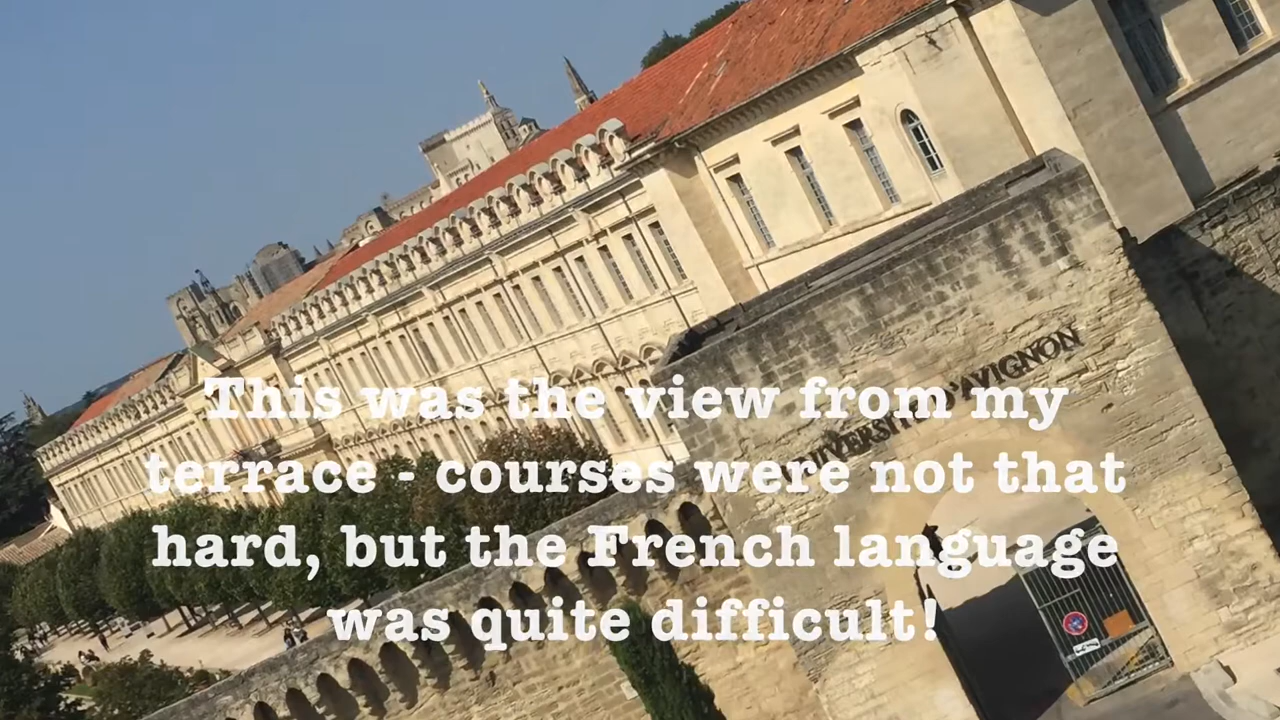 This was the view from my
terrace - courses were not that
hard, but the French language
was quite difficult!
UNIVERSITE D'AVIGNON